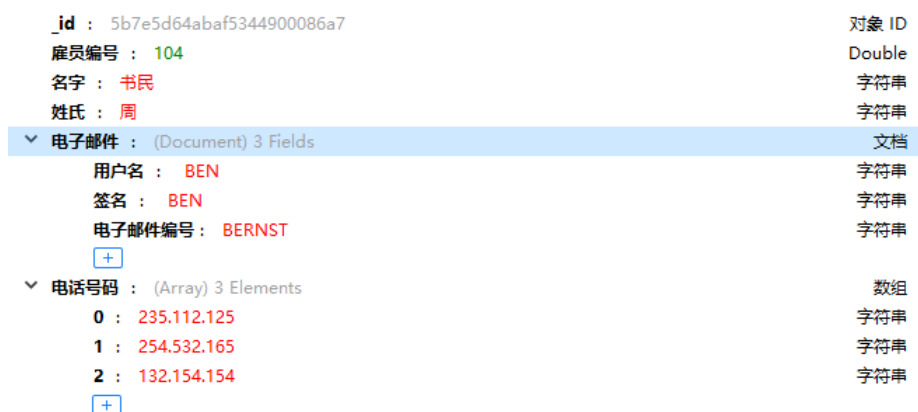 _id : 5b7e5d64abaf5344900086a7 对象 ID
雇员编号 : 104 Double
名字 : 书民 字符串
姓氏 : 周 字符串
电子邮件 : (Document) 3 Fields 文档
用户名 : BEN 字符串
签名 : BEN 字符串
电子邮件编号 : BERNST 字符串
+
电话号码 : (Array) 3 Elements 数组
0 : 235.112.125 字符串
1 : 254.532.165 字符串
2 : 132.154.154 字符串
+